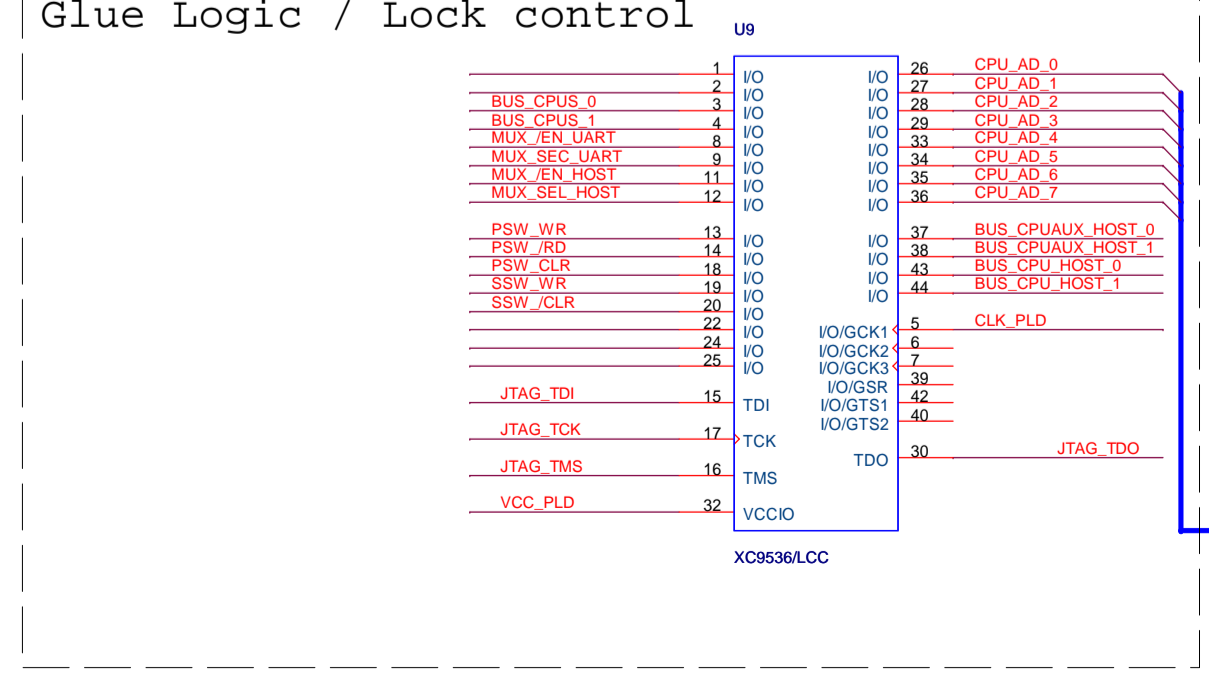 Glue Logic / Lock control
U9
1 I/O I/O 26 CPU_AD_0
2 I/O I/O 27 CPU_AD_1
BUS_CPUS_0 3 I/O I/O 28 CPU_AD_2
BUS_CPUS_1 4 I/O I/O 29 CPU_AD_3
MUX_/EN_UART 8 I/O I/O 33 CPU_AD_4
MUX_SEC_UART 9 I/O I/O 34 CPU_AD_5
MUX_/EN_HOST 11 I/O I/O 35 CPU_AD_6
MUX_SEL_HOST 12 I/O I/O 36 CPU_AD_7
PSW_WR 13 I/O I/O 37 BUS_CPUAUX_HOST_0
PSW_/RD 14 I/O I/O 38 BUS_CPUAUX_HOST_1
PSW_CLR 18 I/O I/O 43 BUS_CPU_HOST_0
SSW_WR 19 I/O I/O 44 BUS_CPU_HOST_1
SSW_/CLR 20 I/O
22 I/O I/O/GCK1 5 CLK_PLD
24 I/O I/O/GCK2 6
25 I/O I/O/GCK3 7
I/O/GSR 39
JTAG_TDI 15 TDI I/O/GTS1 42
I/O/GTS2 40
JTAG_TCK 17 TCK
TDO 30 JTAG_TDO
JTAG_TMS 16 TMS
VCC_PLD 32 VCCIO
XC9536/LCC